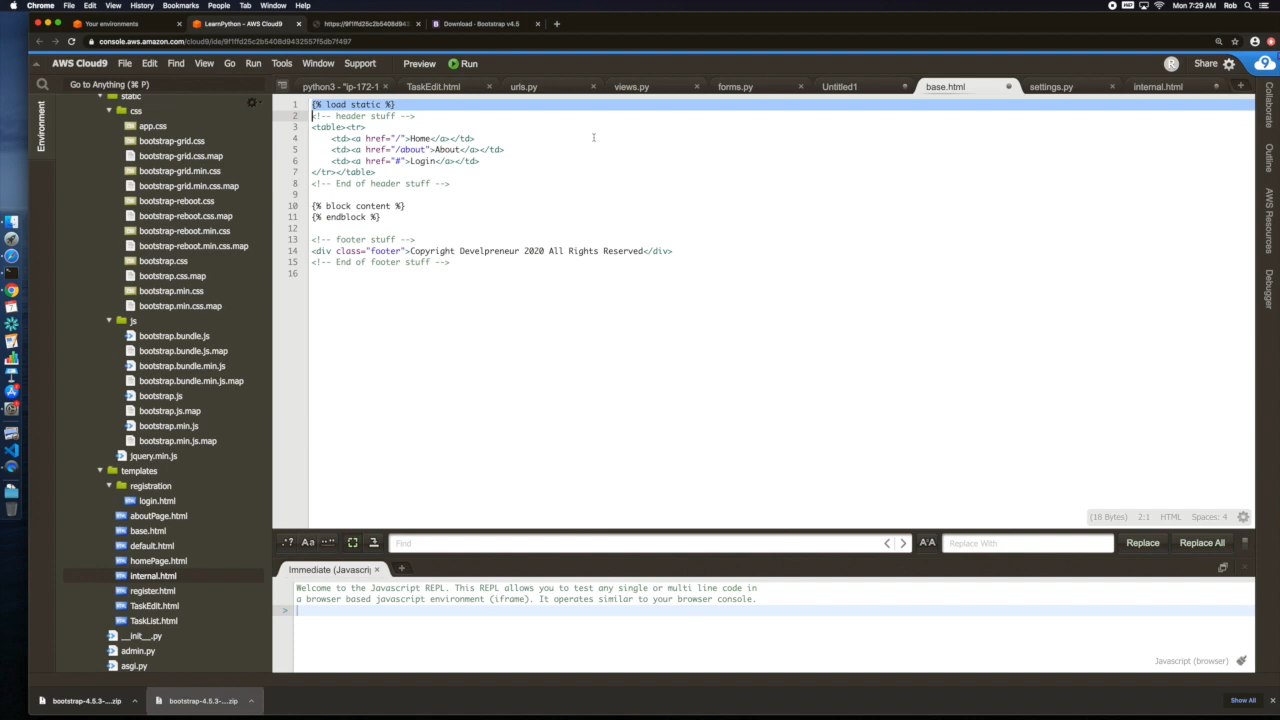 Chrome File Edit View History Bookmarks People Tab Window Help
Mon 7:29 AM Rob
Your environments × LearnPython - AWS Cloud9 × https://9f1ffd25c2b5408d943 × Download - Bootstrap v4.5 × +
console.aws.amazon.com/cloud9/ide/9f1ffd25c2b5408d9432557f5db7f497
AWS Cloud9 File Edit Find View Go Run Tools Window Support Preview Run
R Share 9
Go to Anything (⌘ P)
python3 - "ip-172-1 × TaskEdit.html × urls.py × views.py × forms.py × Untitled1 base.html settings.py × internal.html +
Environment
Collaborate
Outline
AWS Resources
Debugger
static
css
app.css
bootstrap-grid.css
bootstrap-grid.css.map
bootstrap-grid.min.css
bootstrap-grid.min.css.map
bootstrap-reboot.css
bootstrap-reboot.css.map
bootstrap-reboot.min.css
bootstrap-reboot.min.css.map
bootstrap.css
bootstrap.css.map
bootstrap.min.css
bootstrap.min.css.map
js
bootstrap.bundle.js
bootstrap.bundle.js.map
bootstrap.bundle.min.js
bootstrap.bundle.min.js.map
bootstrap.js
bootstrap.js.map
bootstrap.min.js
bootstrap.min.js.map
jquery.min.js
templates
registration
login.html
aboutPage.html
base.html
default.html
homePage.html
internal.html
register.html
TaskEdit.html
TaskList.html
__init__.py
admin.py
asgi.py
1 {% load static %}
2 <!-- header stuff -->
3 <table><tr>
4 <td><a href="/">Home</a></td>
5 <td><a href="/about">About</a></td>
6 <td><a href="#">Login</a></td>
7 </tr></table>
8 <!-- End of header stuff -->
9
10 {% block content %}
11 {% endblock %}
12
13 <!-- footer stuff -->
14 <div class="footer">Copyright Develpreneur 2020 All Rights Reserved</div>
15 <!-- End of footer stuff -->
16
(18 Bytes) 2:1 HTML Spaces: 4
.* Aa Find Replace With Replace Replace All
Immediate (Javascri × +
Welcome to the Javascript REPL. This REPL allows you to test any single or multi line code in
a browser based javascript environment (iframe). It operates similar to your browser console.
>
Javascript (browser)
bootstrap-4.5.3-....zip bootstrap-4.5.3-....zip Show All ×